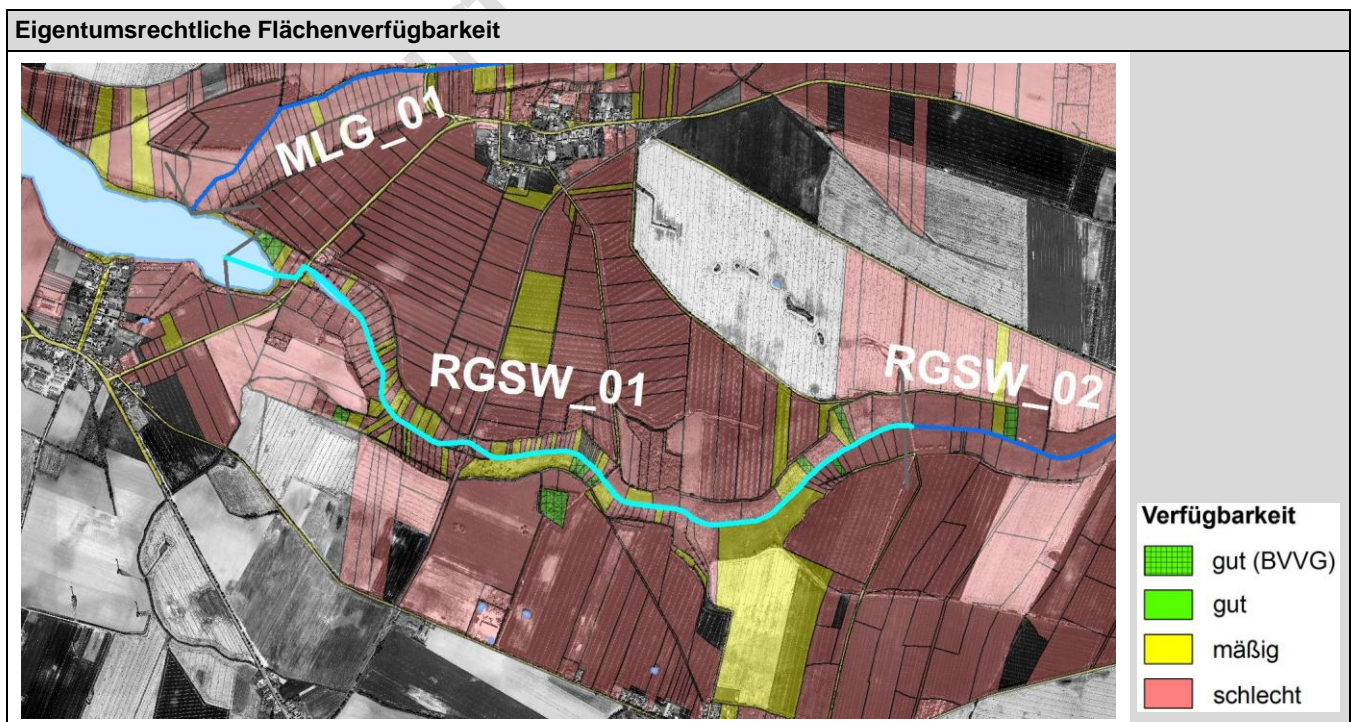 Eigentumsrechtliche Flächenverfügbarkeit
MLG_01
RGSW_01
RGSW_02
Verfügbarkeit
gut (BVVG)
gut
mäßig
schlecht